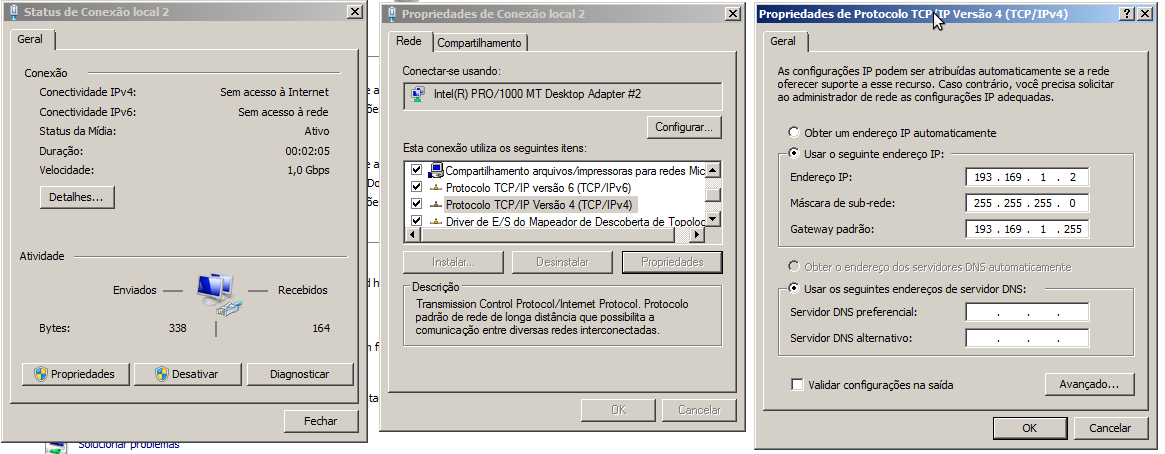 Status de Conexão local 2
Geral
Conexão
Conectividade IPv4: Sem acesso à Internet
Conectividade IPv6: Sem acesso à rede
Status da Mídia: Ativo
Duração: 00:02:05
Velocidade: 1,0 Gbps
Detalhes...
Atividade
Enviados Recebidos
Bytes: 338 164
Propriedades Desativar Diagnosticar
Fechar
Solucionar problemas
Propriedades de Conexão local 2
Rede Compartilhamento
Conectar-se usando:
Intel(R) PRO/1000 MT Desktop Adapter #2
Configurar...
Esta conexão utiliza os seguintes itens:
Compartilhamento arquivos/impressoras para redes Mic
Protocolo TCP/IP versão 6 (TCP/IPv6)
Protocolo TCP/IP Versão 4 (TCP/IPv4)
Driver de E/S do Mapeador de Descoberta de Topoloc
Instalar... Desinstalar Propriedades
Descrição
Transmission Control Protocol/Internet Protocol. Protocolo
padrão de rede de longa distância que possibilita a
comunicação entre diversas redes interconectadas.
OK Cancelar
Propriedades de Protocolo TCP/IP Versão 4 (TCP/IPv4)
Geral
As configurações IP podem ser atribuídas automaticamente se a rede
oferecer suporte a esse recurso. Caso contrário, você precisa solicitar
ao administrador de rede as configurações IP adequadas.
Obter um endereço IP automaticamente
Usar o seguinte endereço IP:
Endereço IP: 193 . 169 . 1 . 2
Máscara de sub-rede: 255 . 255 . 255 . 0
Gateway padrão: 193 . 169 . 1 . 255
Obter o endereço dos servidores DNS automaticamente
Usar os seguintes endereços de servidor DNS:
Servidor DNS preferencial: . . .
Servidor DNS alternativo: . . .
Validar configurações na saída
Avançado...
OK Cancelar